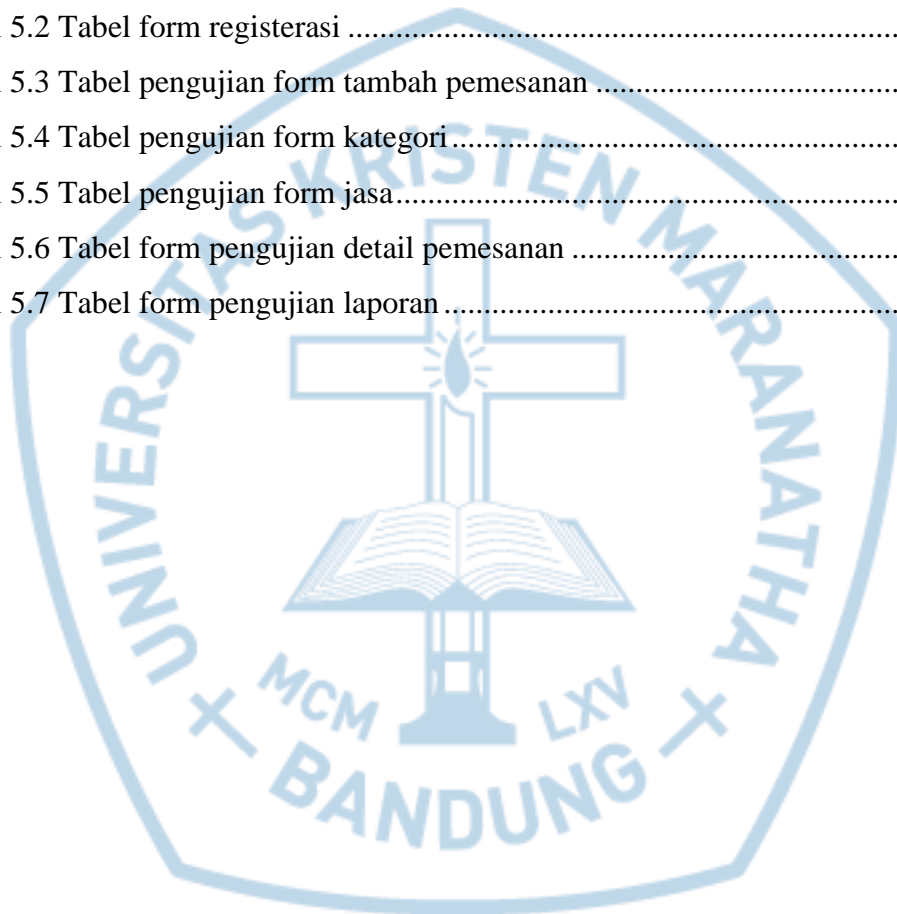 5.2 Tabel form registerasi ......................................................................
5.3 Tabel pengujian form tambah pemesanan .......................................
5.4 Tabel pengujian form kategori..........................................................
5.5 Tabel pengujian form jasa.................................................................
5.6 Tabel form pengujian detail pemesanan ..........................................
5.7 Tabel form pengujian laporan ..........................................................
UNIVERSITAS KRISTEN MARANATHA
MCM LXV
BANDUNG